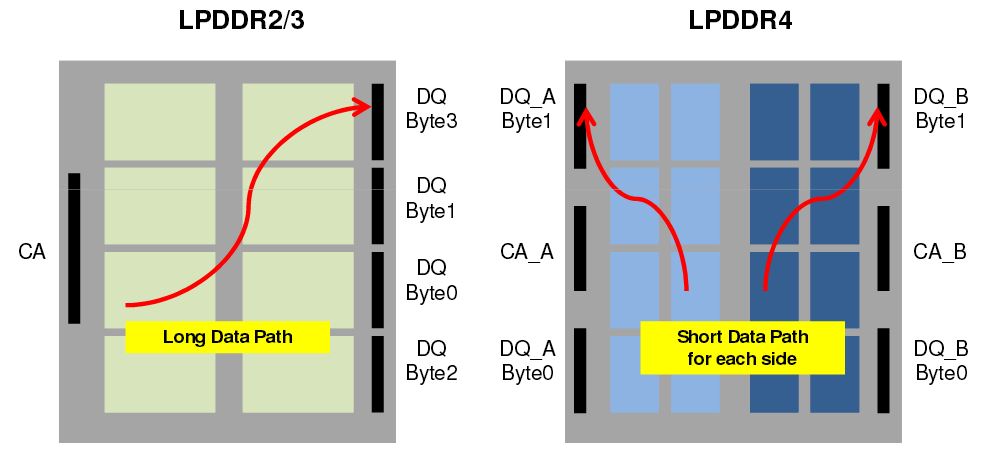 LPDDR2/3
DQ
Byte3
DQ
Byte1
CA
DQ
Byte0
Long Data Path
DQ
Byte2
LPDDR4
DQ_A
Byte1
DQ_B
Byte1
CA_A
CA_B
Short Data Path
for each side
DQ_A
Byte0
DQ_B
Byte0